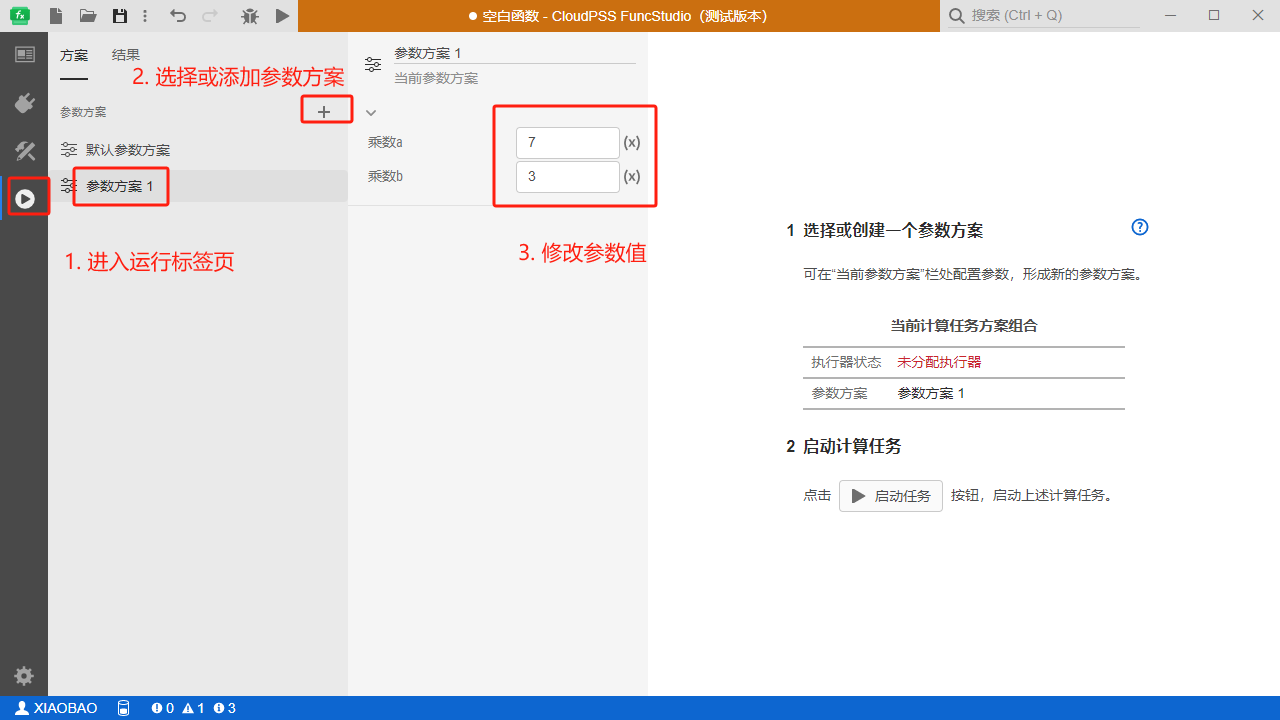 空白函数 - CloudPSS FuncStudio（测试版本）
搜索 (Ctrl + Q)
方案
结果
2. 选择或添加参数方案
参数方案
默认参数方案
参数方案 1
1. 进入运行标签页
参数方案 1
当前参数方案
乘数a
7
(x)
乘数b
3
(x)
3. 修改参数值
1 选择或创建一个参数方案
可在“当前参数方案”栏处配置参数，形成新的参数方案。
当前计算任务方案组合
执行器状态 未分配执行器
参数方案 参数方案 1
2 启动计算任务
点击 启动任务 按钮，启动上述计算任务。
XIAOBAO 0 1 3